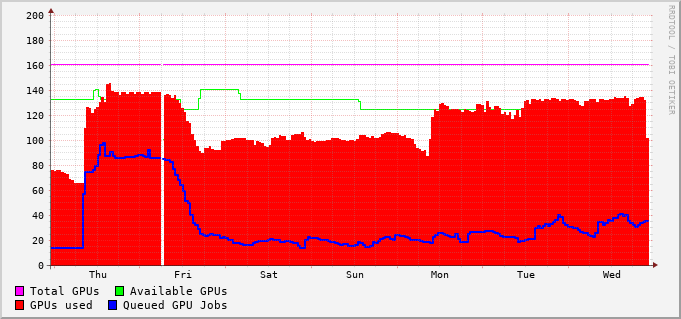 200
180
160
140
120
100
80
60
40
20
0
Thu Fri Sat Sun Mon Tue Wed
Total GPUs Available GPUs
GPUs used Queued GPU Jobs
RRDTOOL / TOBI OETIKER